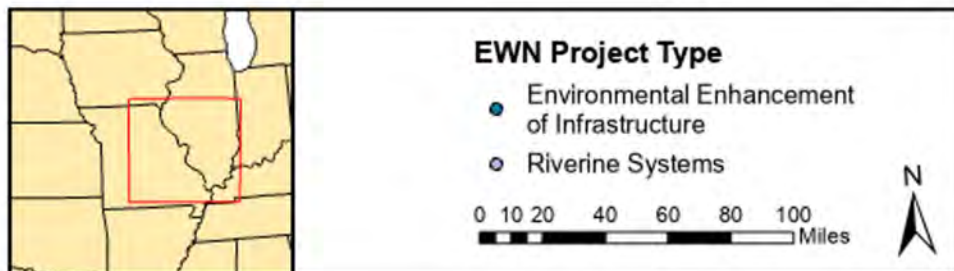 EWN Project Type
Environmental Enhancement
of Infrastructure
Riverine Systems
N
0 10 20 40 60 80 100
Miles